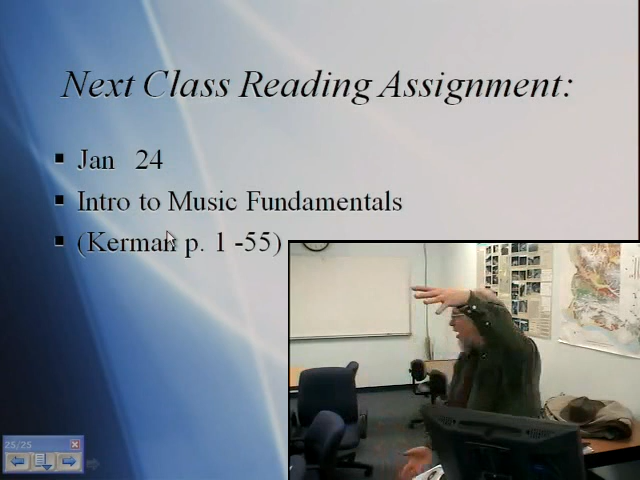 Next Class Reading Assignment:
Jan 24
Intro to Music Fundamentals
(Kerman p. 1 -55)
25/25